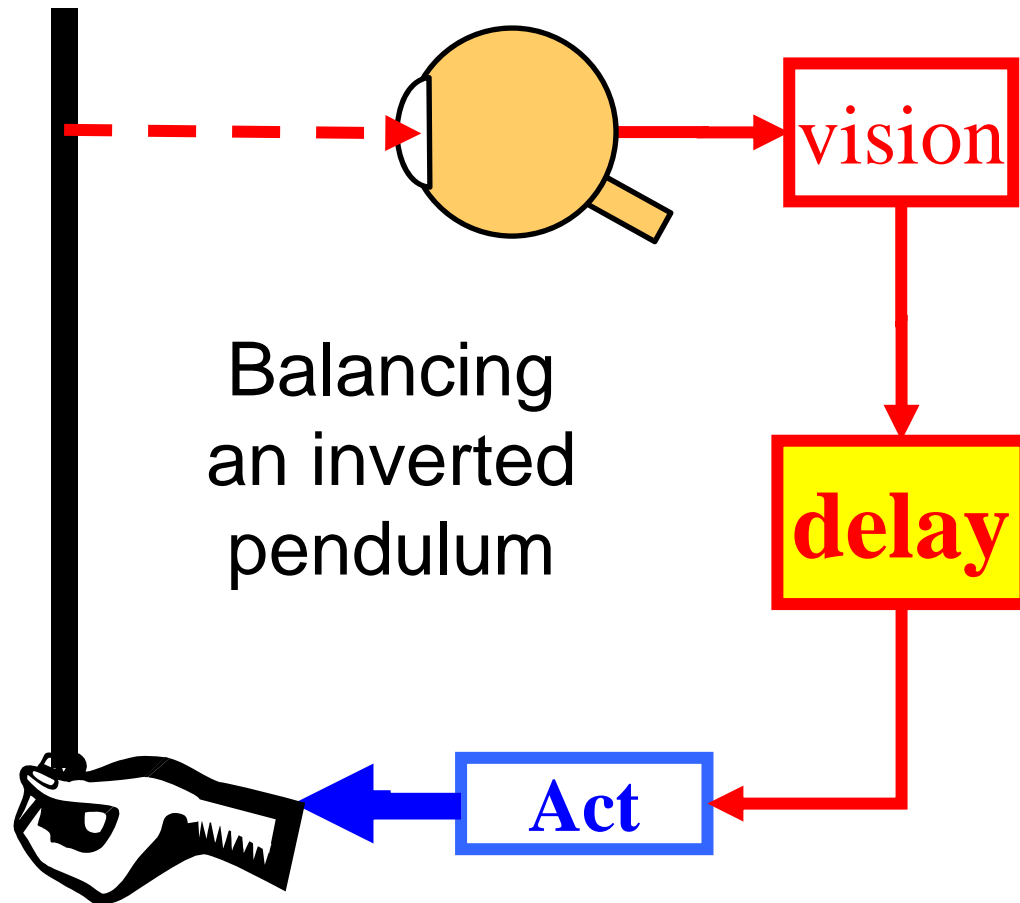 vision
Balancing
an inverted
pendulum
delay
Act